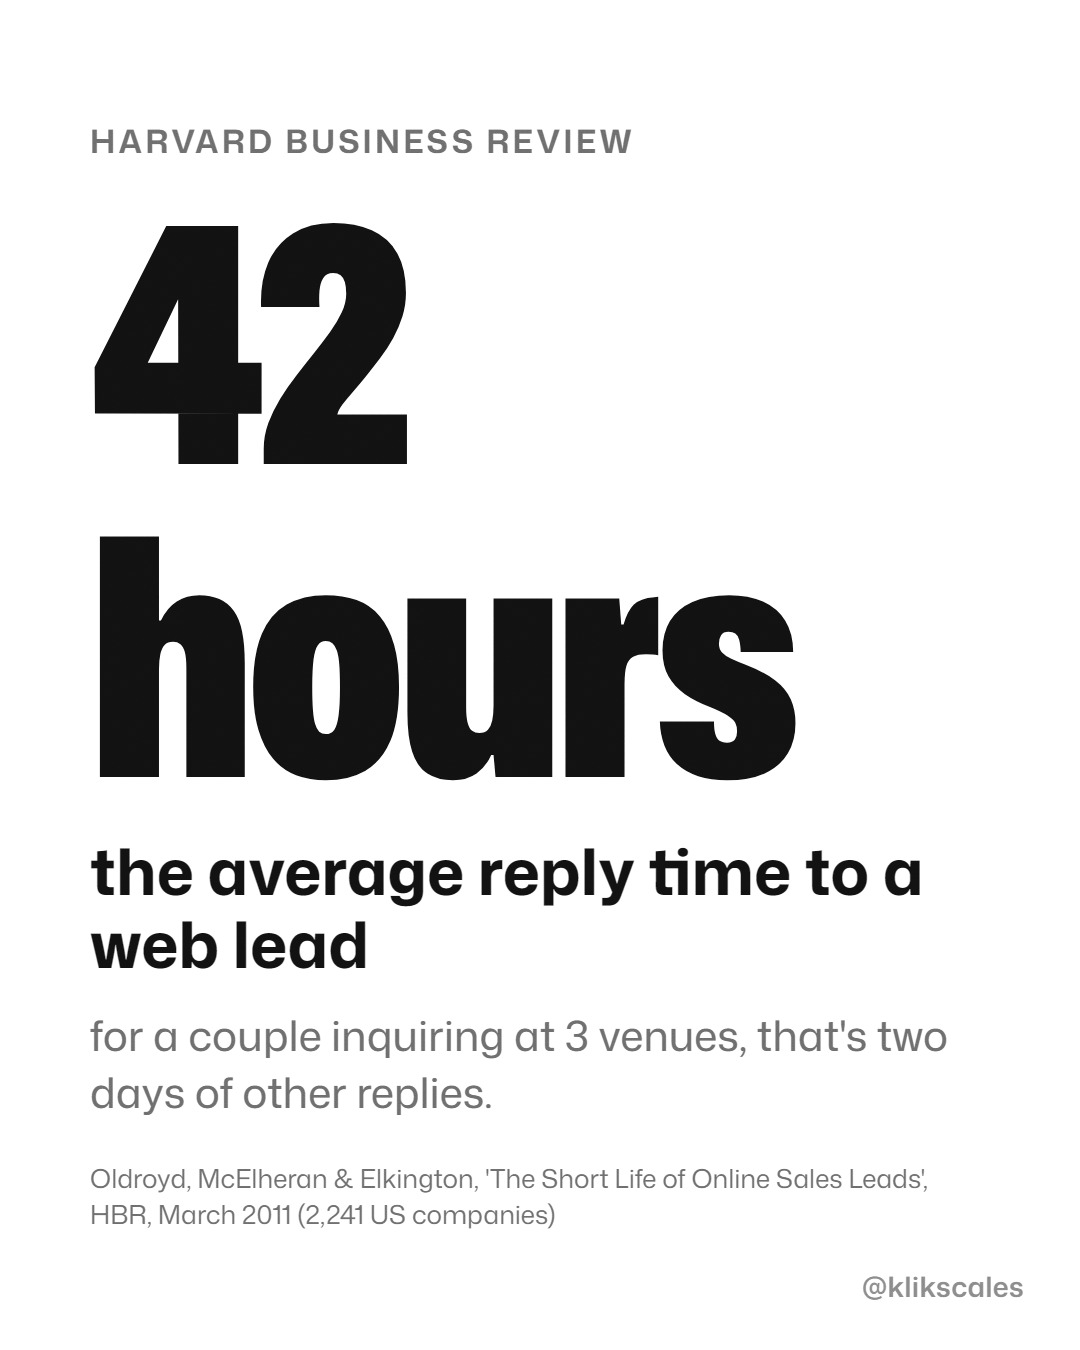 HARVARD BUSINESS REVIEW
42
hours
the average reply time to a
web lead
for a couple inquiring at 3 venues, that's two
days of other replies.
Oldroyd, McElheran & Elkington, 'The Short Life of Online Sales Leads',
HBR, March 2011 (2,241 US companies)
@klikscales